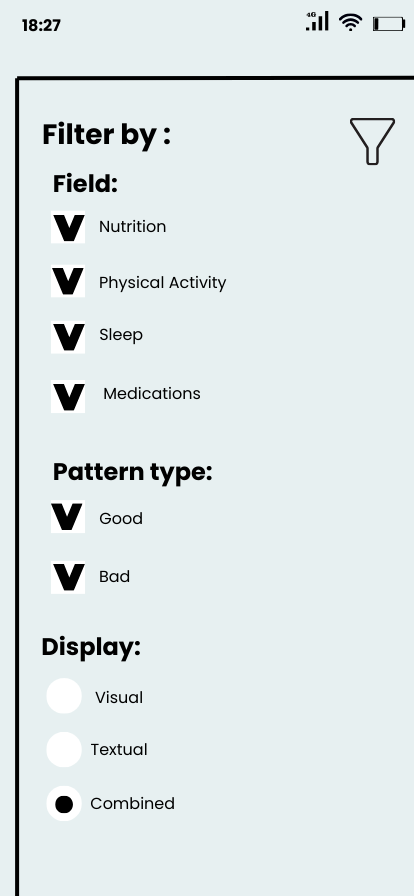 18:27
4G
Filter by :
Field:
V Nutrition
V Physical Activity
V Sleep
V Medications
Pattern type:
V Good
V Bad
Display:
Visual
Textual
Combined